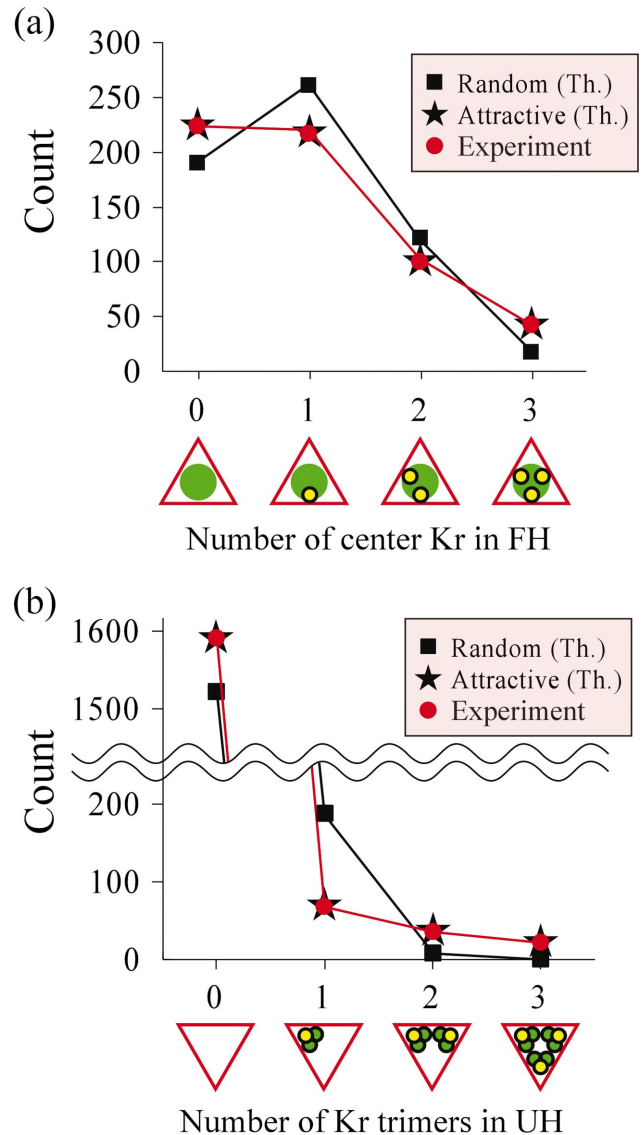 (a)
300
250
200
150
100
50
0
Count
Random (Th.)
Attractive (Th.)
Experiment
0 1 2 3
Number of center Kr in FH
(b)
1600
1500
200
100
0
Count
Random (Th.)
Attractive (Th.)
Experiment
0 1 2 3
Number of Kr trimers in UH